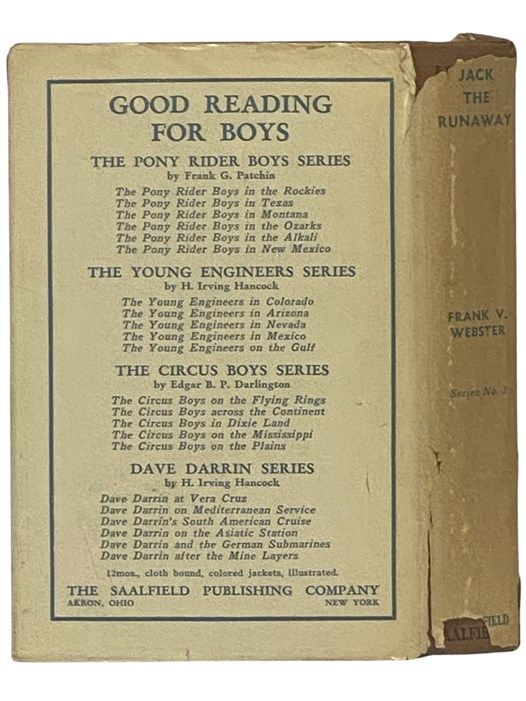 GOOD READING
FOR BOYS
THE PONY RIDER BOYS SERIES
by Frank G. Patchin
The Pony Rider Boys in the Rockies
The Pony Rider Boys in Texas
The Pony Rider Boys in Montana
The Pony Rider Boys in the Ozarks
The Pony Rider Boys in the Alkali
The Pony Rider Boys in New Mexico
THE YOUNG ENGINEERS SERIES
by H. Irving Hancock
The Young Engineers in Colorado
The Young Engineers in Arizona
The Young Engineers in Nevada
The Young Engineers in Mexico
The Young Engineers on the Gulf
THE CIRCUS BOYS SERIES
by Edgar B. P. Darlington
The Circus Boys on the Flying Rings
The Circus Boys across the Continent
The Circus Boys in Dixie Land
The Circus Boys on the Mississippi
The Circus Boys on the Plains
DAVE DARRIN SERIES
by H. Irving Hancock
Dave Darrin at Vera Cruz
Dave Darrin on Mediterranean Service
Dave Darrin's South American Cruise
Dave Darrin on the Asiatic Station
Dave Darrin and the German Submarines
Dave Darrin after the Mine Layers
12mos., cloth bound, colored jackets, illustrated.
THE SAALFIELD PUBLISHING COMPANY
AKRON, OHIO NEW YORK
JACK
THE
RUNAWAY
FRANK V.
WEBSTER
Series No. 3